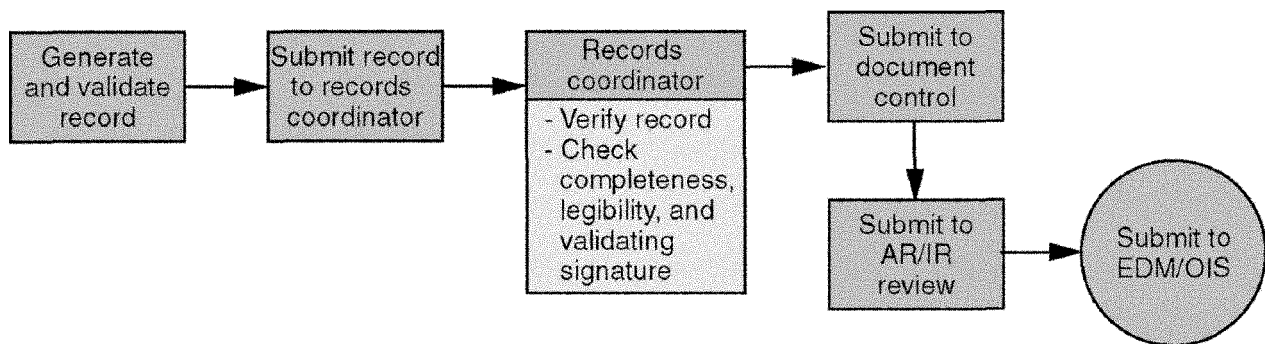 Generate
and validate
record
Submit record
to records
coordinator
Records
coordinator
- Verify record
- Check
completeness,
legibility, and
validating
signature
Submit to
document
control
Submit to
AR/IR
review
Submit to
EDM/OIS